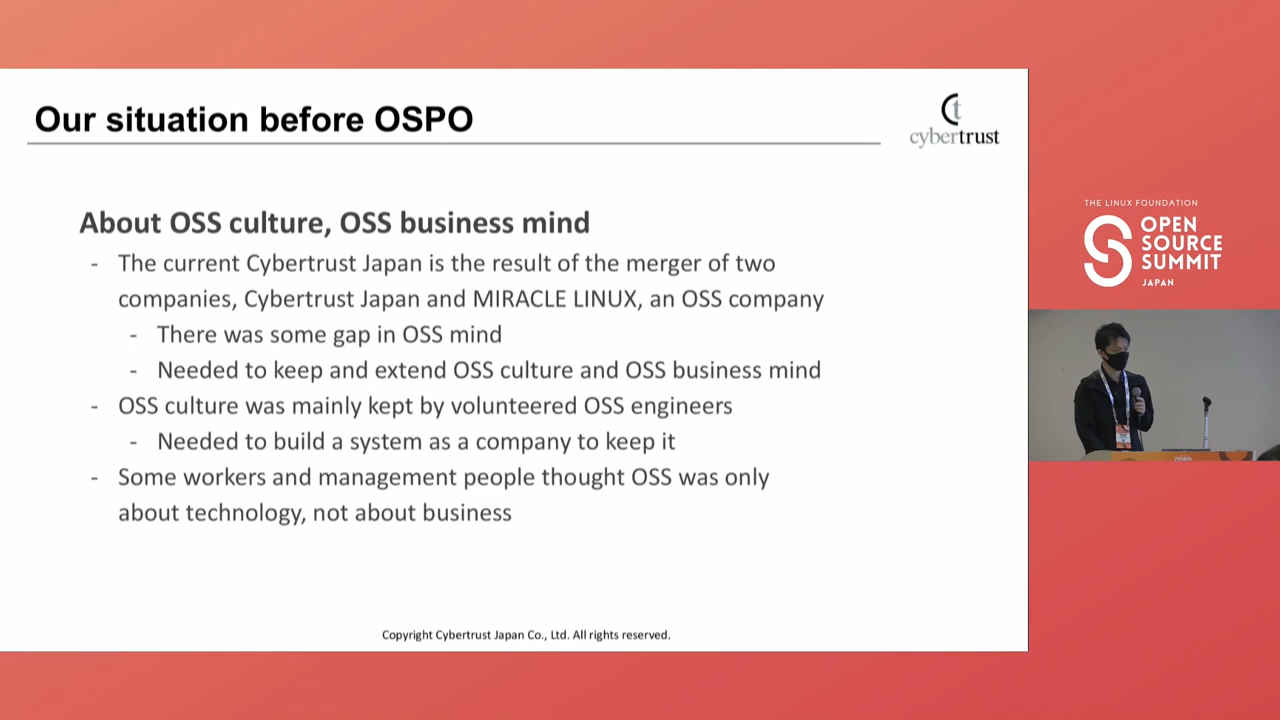 Our situation before OSPO
cybertrust
About OSS culture, OSS business mind
- The current Cybertrust Japan is the result of the merger of two
companies, Cybertrust Japan and MIRACLE LINUX, an OSS company
- There was some gap in OSS mind
- Needed to keep and extend OSS culture and OSS business mind
- OSS culture was mainly kept by volunteered OSS engineers
- Needed to build a system as a company to keep it
- Some workers and management people thought OSS was only
about technology, not about business
Copyright Cybertrust Japan Co., Ltd. All rights reserved.
THE LINUX FOUNDATION
OPEN
SOURCE
SUMMIT
JAPAN